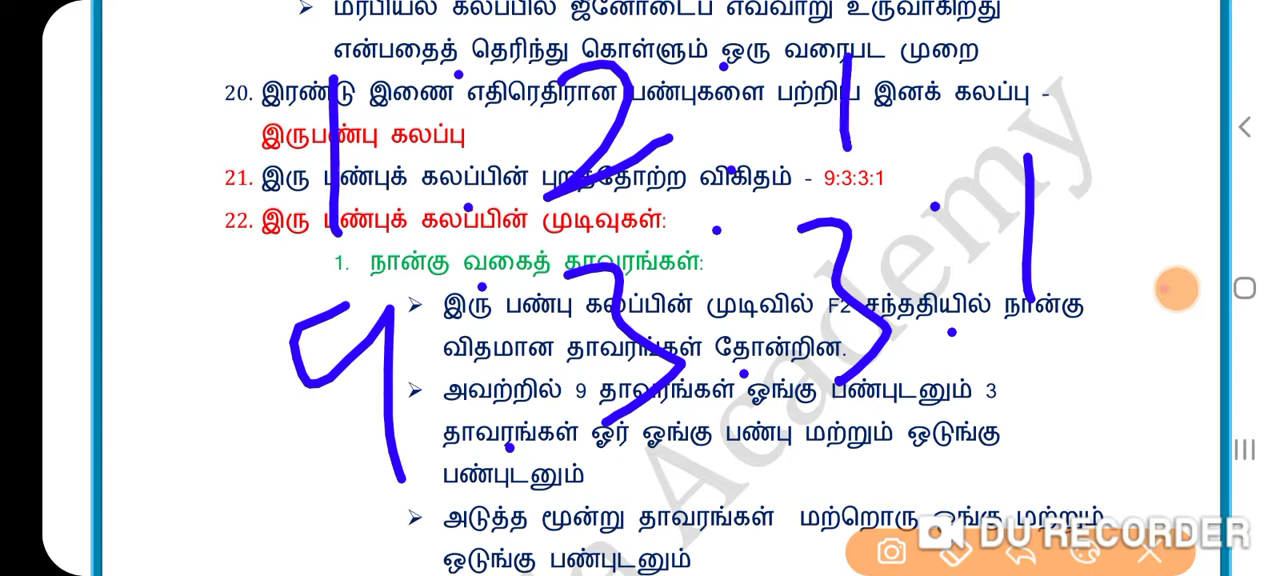 ➢ மரபியல் கலப்பில் ஜீனோடைப் எவ்வாறு உருவாகிறது
என்பதைத் தெரிந்து கொள்ளும் ஒரு வரைபட முறை
20. இரண்டு இணை எதிரெதிரான பண்புகளை பற்றிய இனக் கலப்பு -
இருபண்பு கலப்பு
21. இரு பண்புக் கலப்பின் புறத்தோற்ற விகிதம் - 9:3:3:1
22. இரு பண்புக் கலப்பின் முடிவுகள்:
1. நான்கு வகைத் தாவரங்கள்:
➢ இரு பண்பு கலப்பின் முடிவில் F2 சந்ததியில் நான்கு
விதமான தாவரங்கள் தோன்றின.
➢ அவற்றில் 9 தாவரங்கள் ஓங்கு பண்புடனும் 3
தாவரங்கள் ஓர் ஓங்கு பண்பு மற்றும் ஒடுங்கு
பண்புடனும்
➢ அடுத்த மூன்று தாவரங்கள் மற்றொரு ஓங்கு மற்றும்
ஒடுங்கு பண்புடனும்
1 : 2 : 1
9 : 3 : 3 : 1
Academy
DU RECORDER